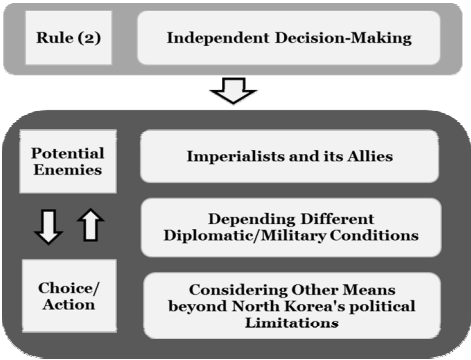 Rule (2)
Independent Decision-Making
Potential
Enemies
Imperialists and its Allies
Depending Different
Diplomatic/Military Conditions
Choice/
Action
Considering Other Means
beyond North Korea's political
Limitations